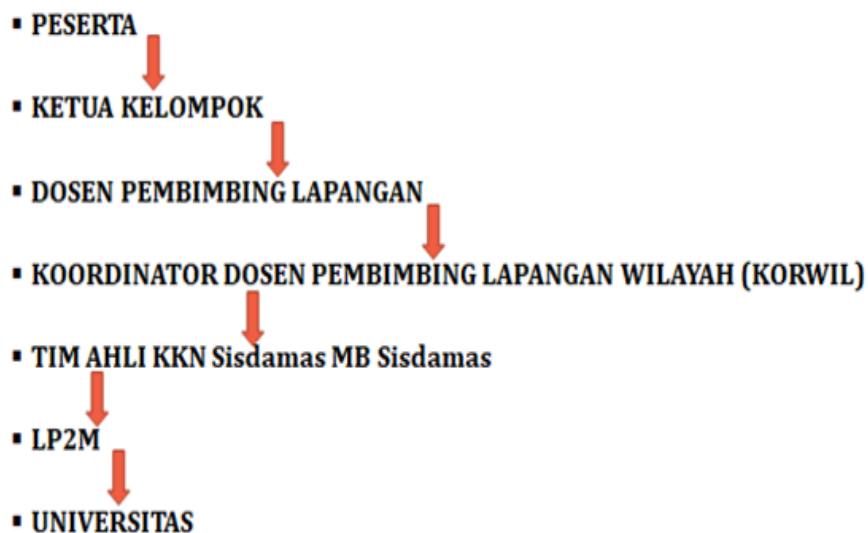 ▪ PESERTA
▪ KETUA KELOMPOK
▪ DOSEN PEMBIMBING LAPANGAN
▪ KOORDINATOR DOSEN PEMBIMBING LAPANGAN WILAYAH (KORWIL)
▪ TIM AHLI KKN Sisdamas MB Sisdamas
▪ LP2M
▪ UNIVERSITAS